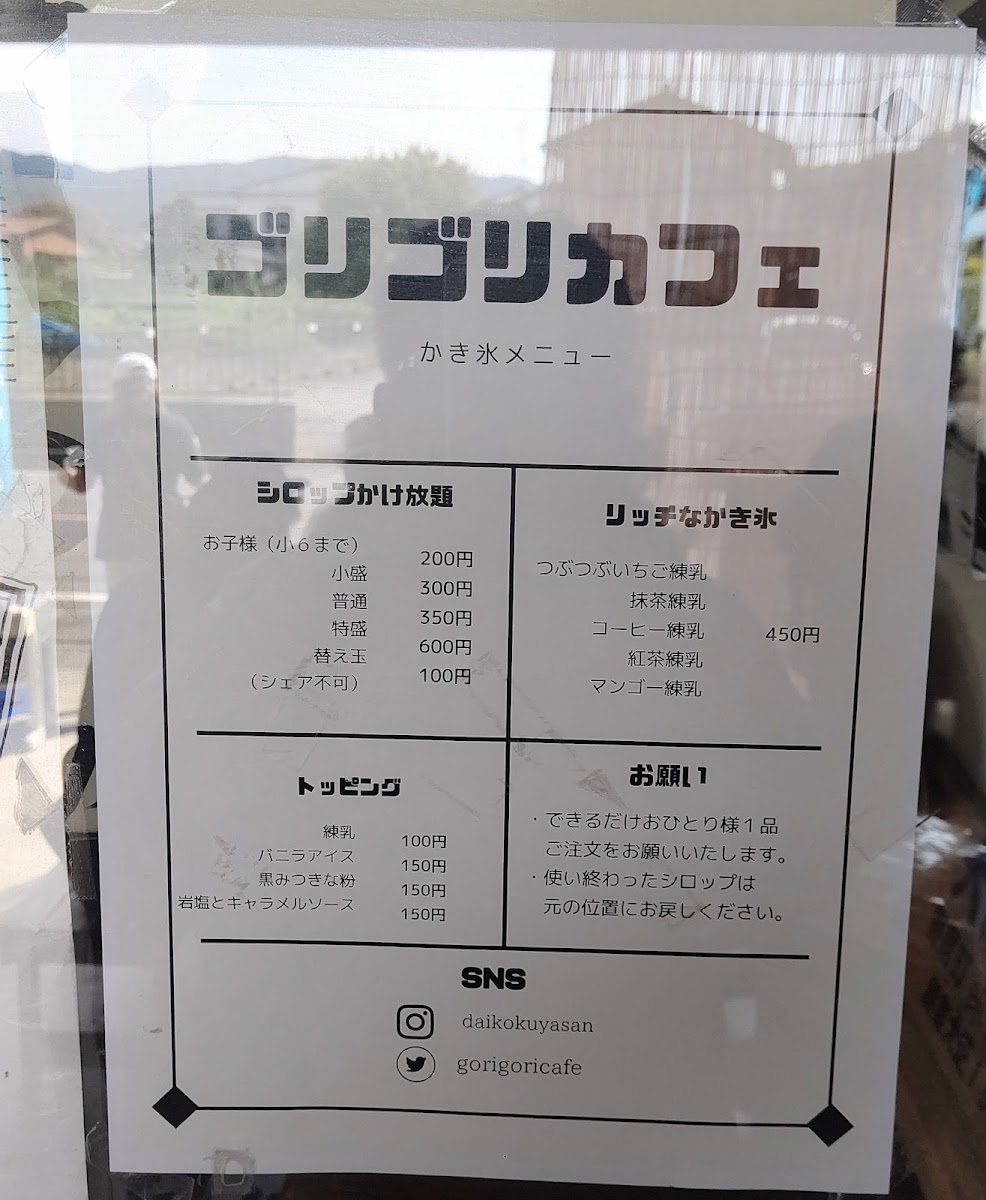 ゴリゴリカフェ
かき氷メニュー
シロップかけ放題
お子様（小６まで） 200円
小盛 300円
普通 350円
特盛 600円
替え玉 100円
（シェア不可）
リッチなかき氷
つぶつぶいちご練乳
抹茶練乳
コーヒー練乳 450円
紅茶練乳
マンゴー練乳
トッピング
練乳 100円
バニラアイス 150円
黒みつきな粉 150円
岩塩とキャラメルソース 150円
お願い
・できるだけおひとり様１品
ご注文をお願いいたします。
・使い終わったシロップは
元の位置にお戻しください。
SNS
daikokuyasan
gorigoricafe